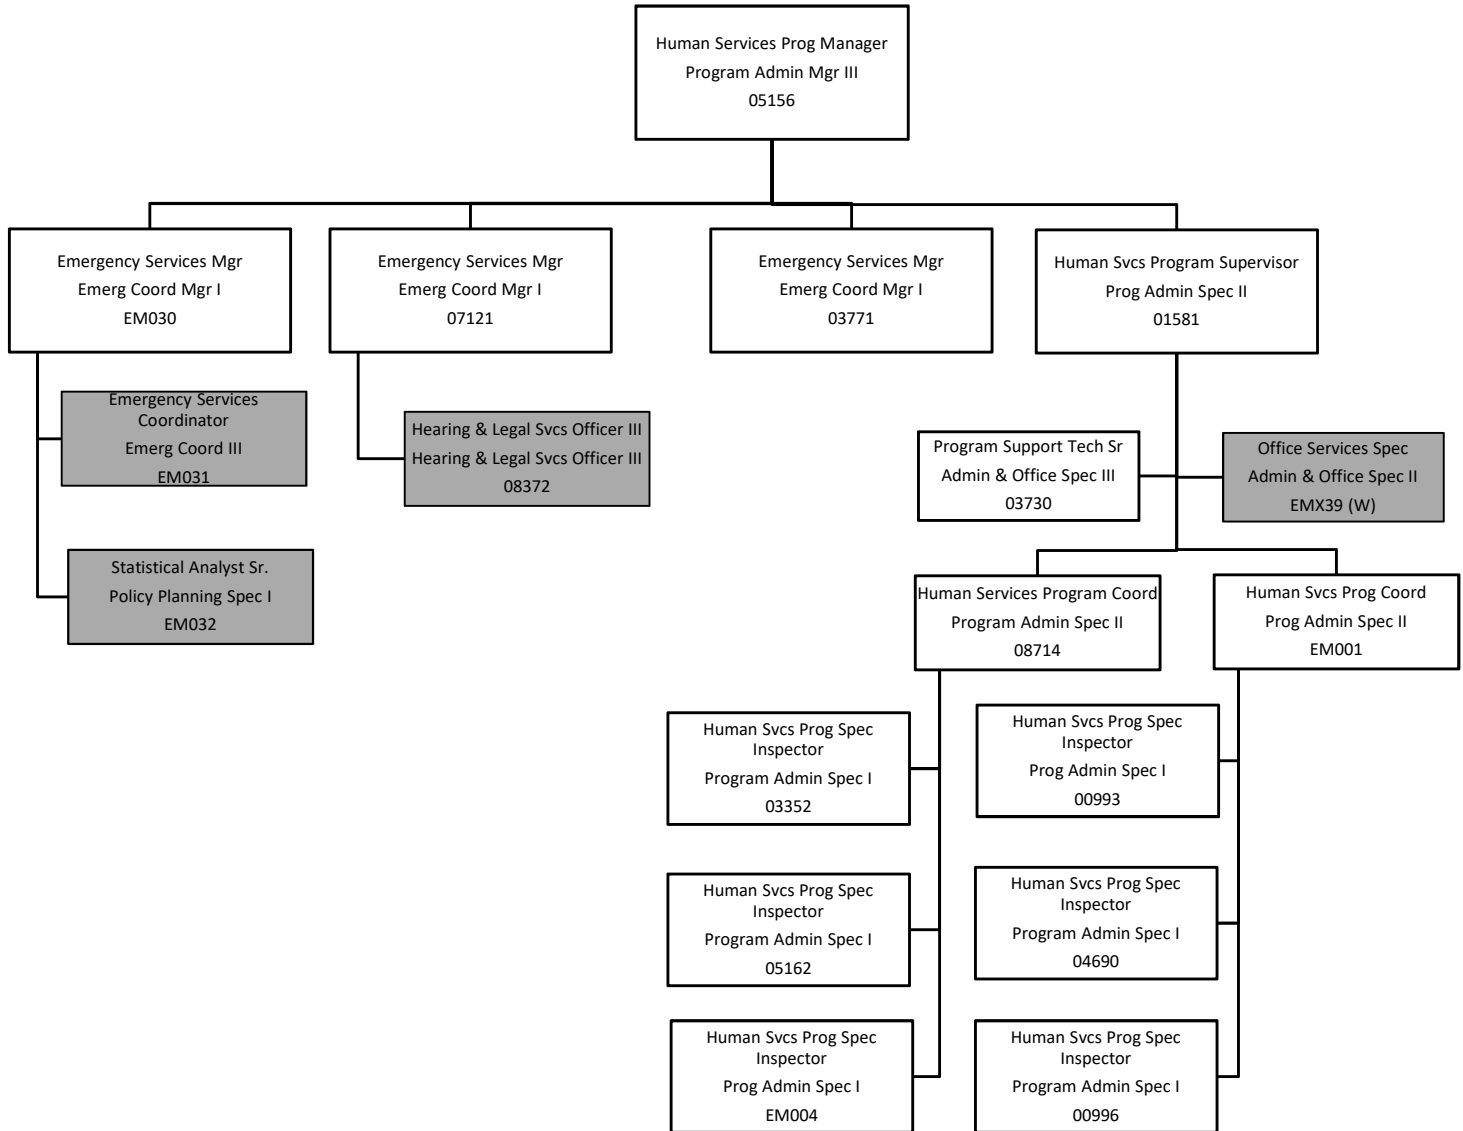 Human Services Prog Manager
Program Admin Mgr III
05156
Emergency Services Mgr
Emerg Coord Mgr I
EM030
Emergency Services Mgr
Emerg Coord Mgr I
07121
Emergency Services Mgr
Emerg Coord Mgr I
03771
Human Svcs Program Supervisor
Prog Admin Spec II
01581
Emergency Services
Coordinator
Emerg Coord III
EM031
Hearing & Legal Svcs Officer III
Hearing & Legal Svcs Officer III
08372
Program Support Tech Sr
Admin & Office Spec III
03730
Office Services Spec
Admin & Office Spec II
EMX39 (W)
Statistical Analyst Sr.
Policy Planning Spec I
EM032
Human Services Program Coord
Program Admin Spec II
08714
Human Svcs Prog Coord
Prog Admin Spec II
EM001
Human Svcs Prog Spec
Inspector
Program Admin Spec I
03352
Human Svcs Prog Spec
Inspector
Prog Admin Spec I
00993
Human Svcs Prog Spec
Inspector
Program Admin Spec I
05162
Human Svcs Prog Spec
Inspector
Program Admin Spec I
04690
Human Svcs Prog Spec
Inspector
Prog Admin Spec I
EM004
Human Svcs Prog Spec
Inspector
Program Admin Spec I
00996